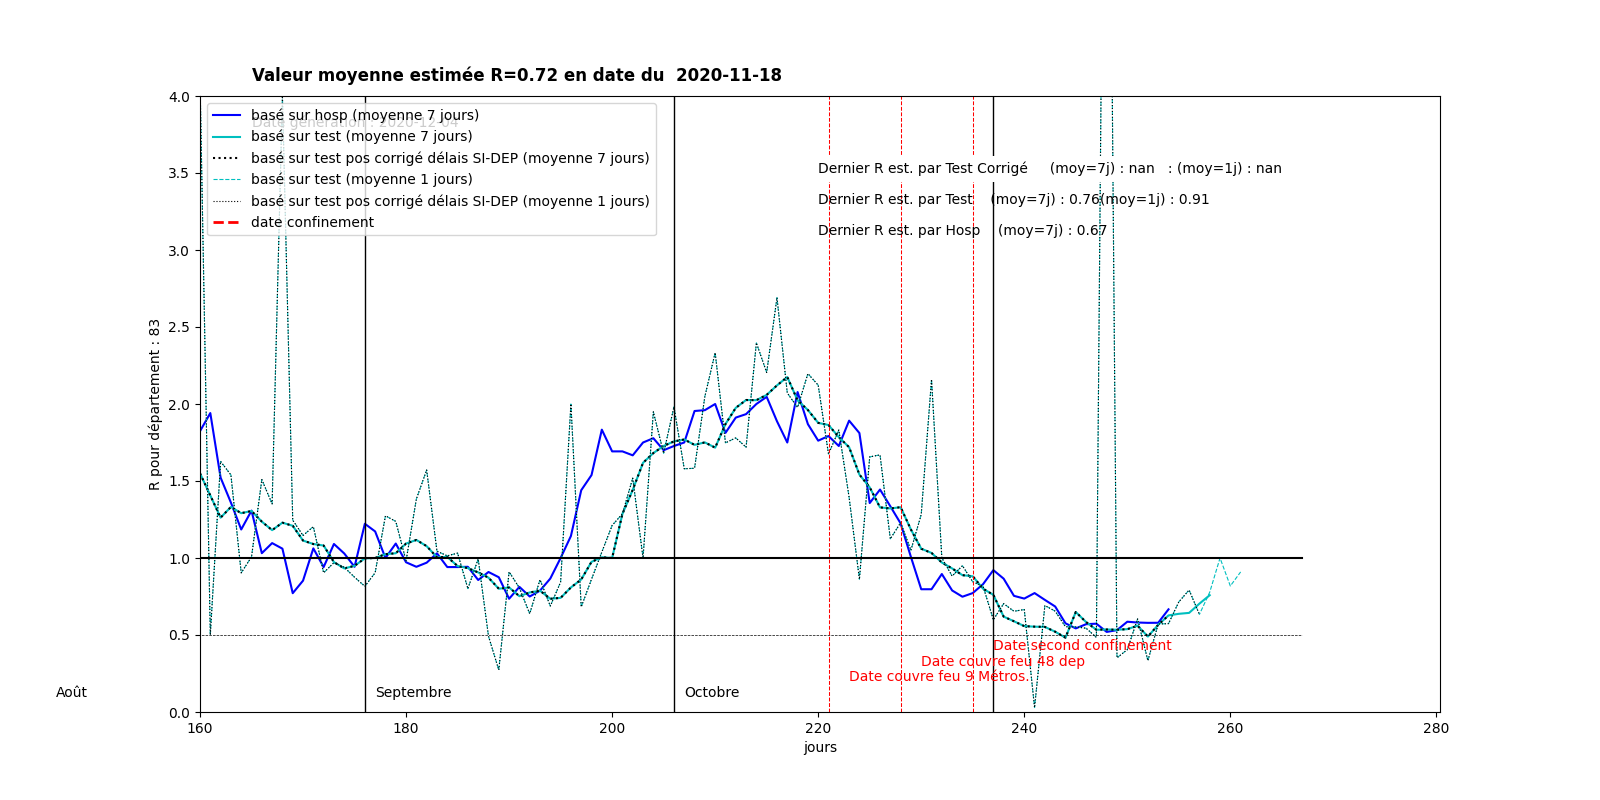 Valeur moyenne estimée R=0.72 en date du  2020-11-18
Date génération : 2020-12-04
basé sur hosp (moyenne 7 jours)
basé sur test (moyenne 7 jours)
basé sur test pos corrigé délais SI-DEP (moyenne 7 jours)
basé sur test (moyenne 1 jours)
basé sur test pos corrigé délais SI-DEP (moyenne 1 jours)
date confinement
Dernier R est. par Test Corrigé (moy=7j) : nan : (moy=1j) : nan
Dernier R est. par Test (moy=7j) : 0.76(moy=1j) : 0.91
Dernier R est. par Hosp (moy=7j) : 0.67
R pour département : 83
4.0
3.5
3.0
2.5
2.0
1.5
1.0
0.5
0.0
Date second confinement
Date couvre feu 48 dep
Date couvre feu 9 Métros.
Août
Septembre
Octobre
160 180 200 220 240 260 280
jours